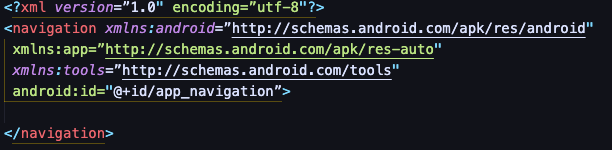 <?xml version="1.0" encoding=”utf-8"?>
<navigation xmlns:android=”http://schemas.android.com/apk/res/android"
xmlns:app=”http://schemas.android.com/apk/res-auto"
xmlns:tools=”http://schemas.android.com/tools"
android:id="@+id/app_navigation”>
</navigation>